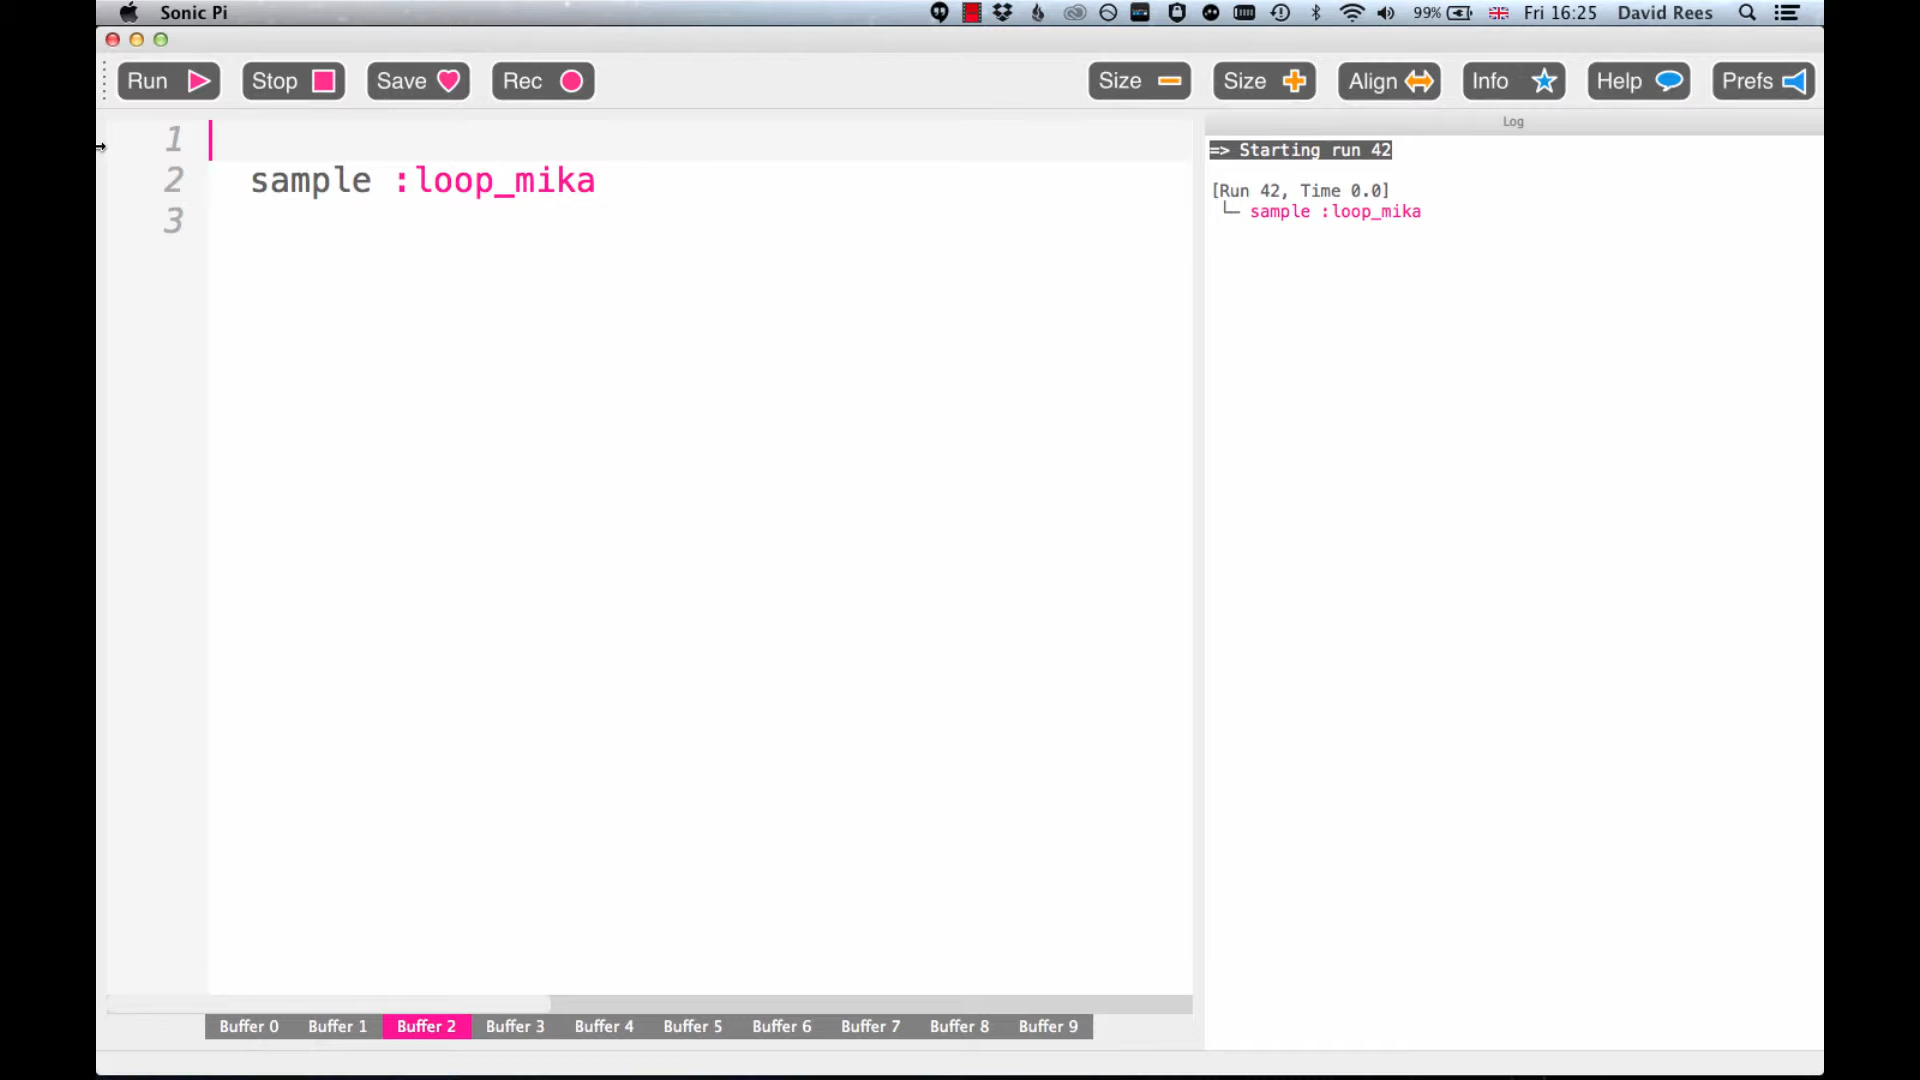 Sonic Pi 99% Fri 16:25 David Rees
Run Stop Save Rec Size Size Align Info Help Prefs
Log
1
2 sample :loop_mika
3
=> Starting run 42
[Run 42, Time 0.0]
└─ sample :loop_mika
Buffer 0 Buffer 1 Buffer 2 Buffer 3 Buffer 4 Buffer 5 Buffer 6 Buffer 7 Buffer 8 Buffer 9